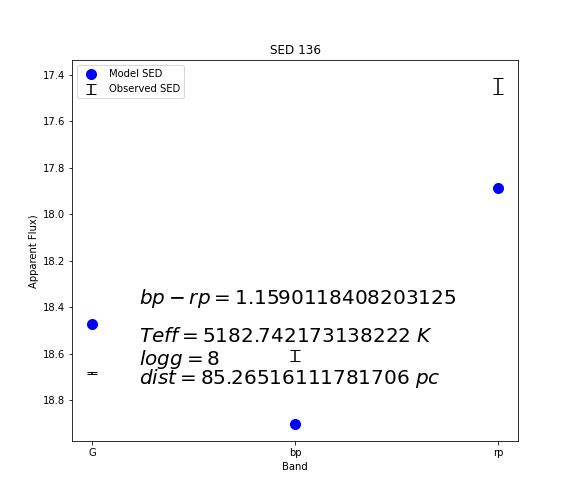 SED 136
Model SED
Observed SED
17.4
17.6
17.8
18.0
18.2
18.4
18.6
18.8
Apparent Flux)
bp − rp = 1.1590118408203125
Teff = 5182.742173138222 K
logg = 8
dist = 85.26516111781706 pc
G bp rp
Band